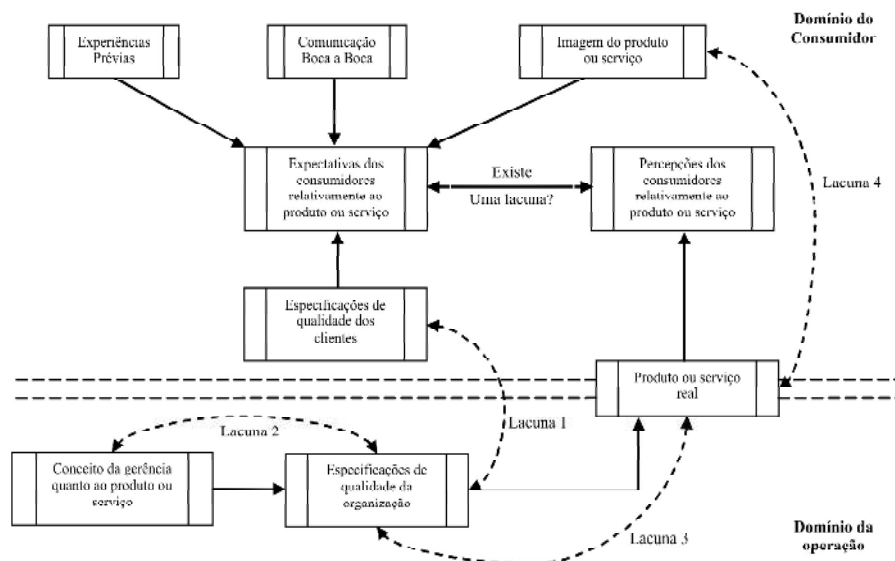 Domínio do
Consumidor
Experiências
Prévias
Comunicação
Boca a Boca
Imagem do produto
ou serviço
Expectativas dos
consumidores
relativamente ao
produto ou serviço
Existe
Uma lacuna?
Percepções dos
consumidores
relativamente ao
produto ou serviço
Lacuna 4
Especificações de
qualidade dos
clientes
Produto ou serviço
real
Lacuna 1
Lacuna 2
Conceito da gerência
quanto ao produto ou
serviço
Especificações de
qualidade da
organização
Lacuna 3
Domínio da
operação